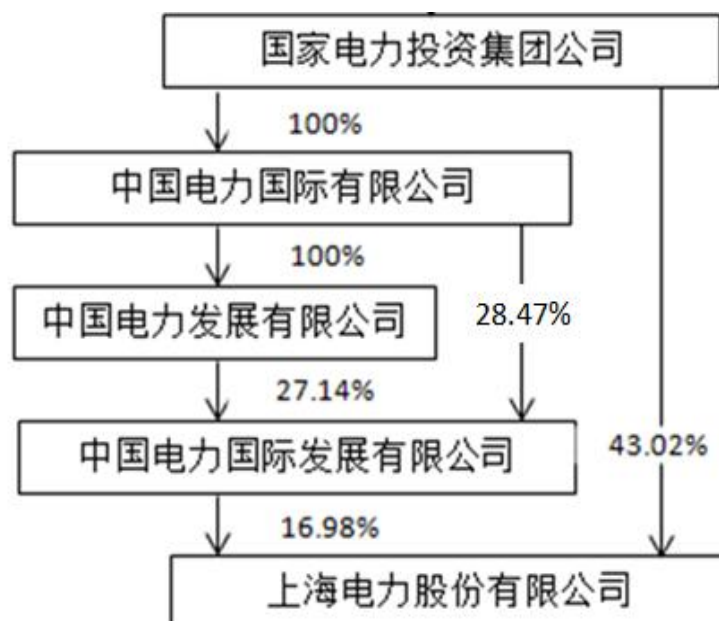 国家电力投资集团公司
100%
中国电力国际有限公司
100%
中国电力发展有限公司
28.47%
27.14%
中国电力国际发展有限公司
43.02%
16.98%
上海电力股份有限公司